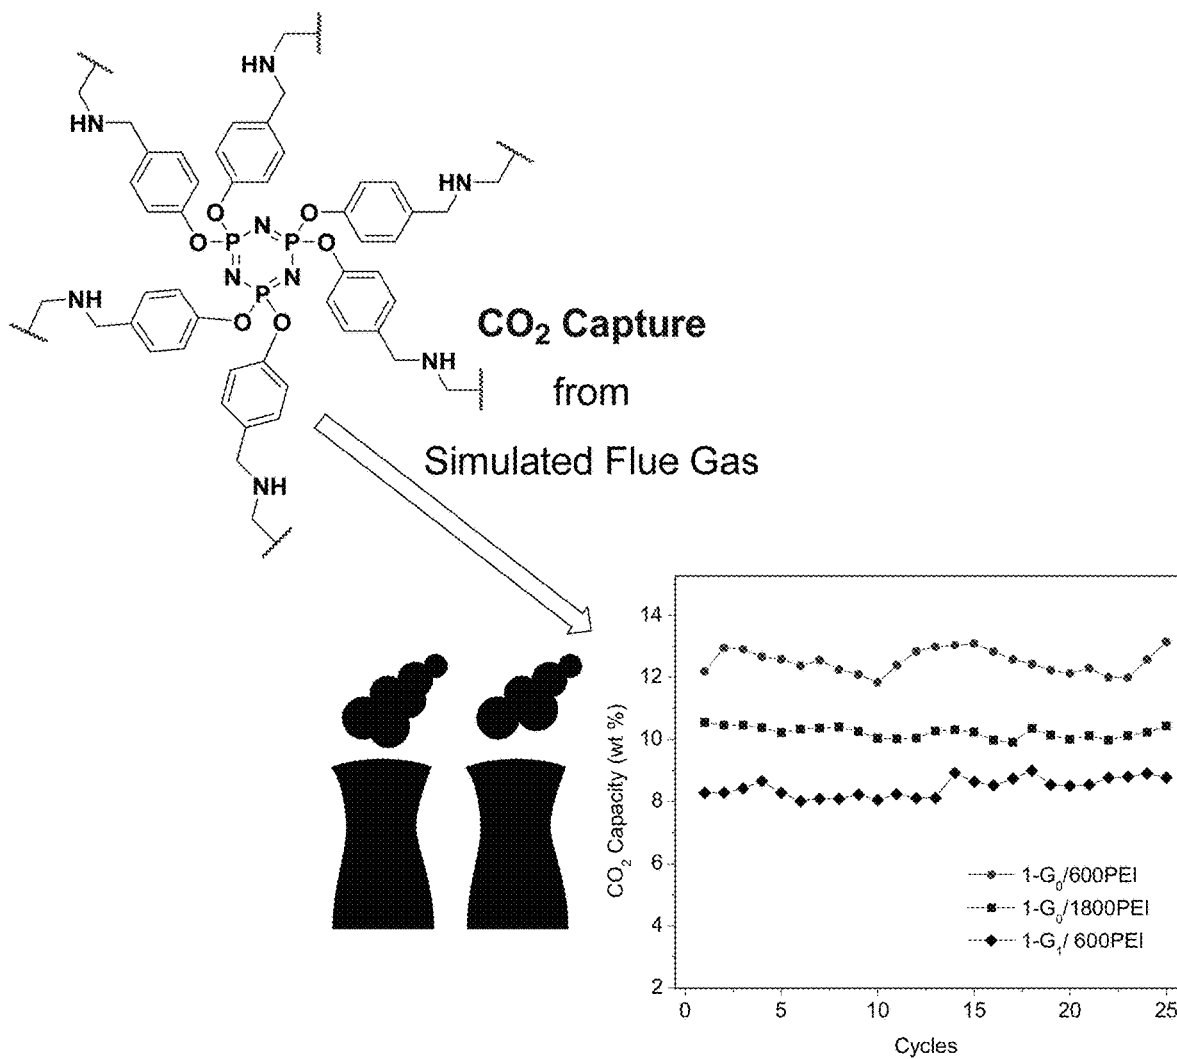 HN
HN
HN
HN
O
O
O
O
N
P
P
N
N
P
O
O
NH
NH
NH
CO₂ Capture
from
Simulated Flue Gas
14
12
10
8
6
4
2
CO₂ Capacity (wt %)
1-G₀/600PEI
1-G₀/1800PEI
1-G₁/ 600PEI
0
5
10
15
20
25
Cycles